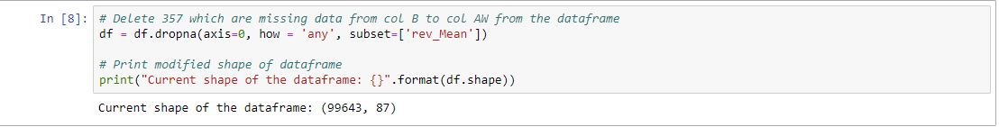 In [8]: # Delete 357 which are missing data from col B to col AW from the dataframe
df = df.dropna(axis=0, how = 'any', subset=['rev_Mean'])
# Print modified shape of dataframe
print("Current shape of the dataframe: {}".format(df.shape))
Current shape of the dataframe: (99643, 87)